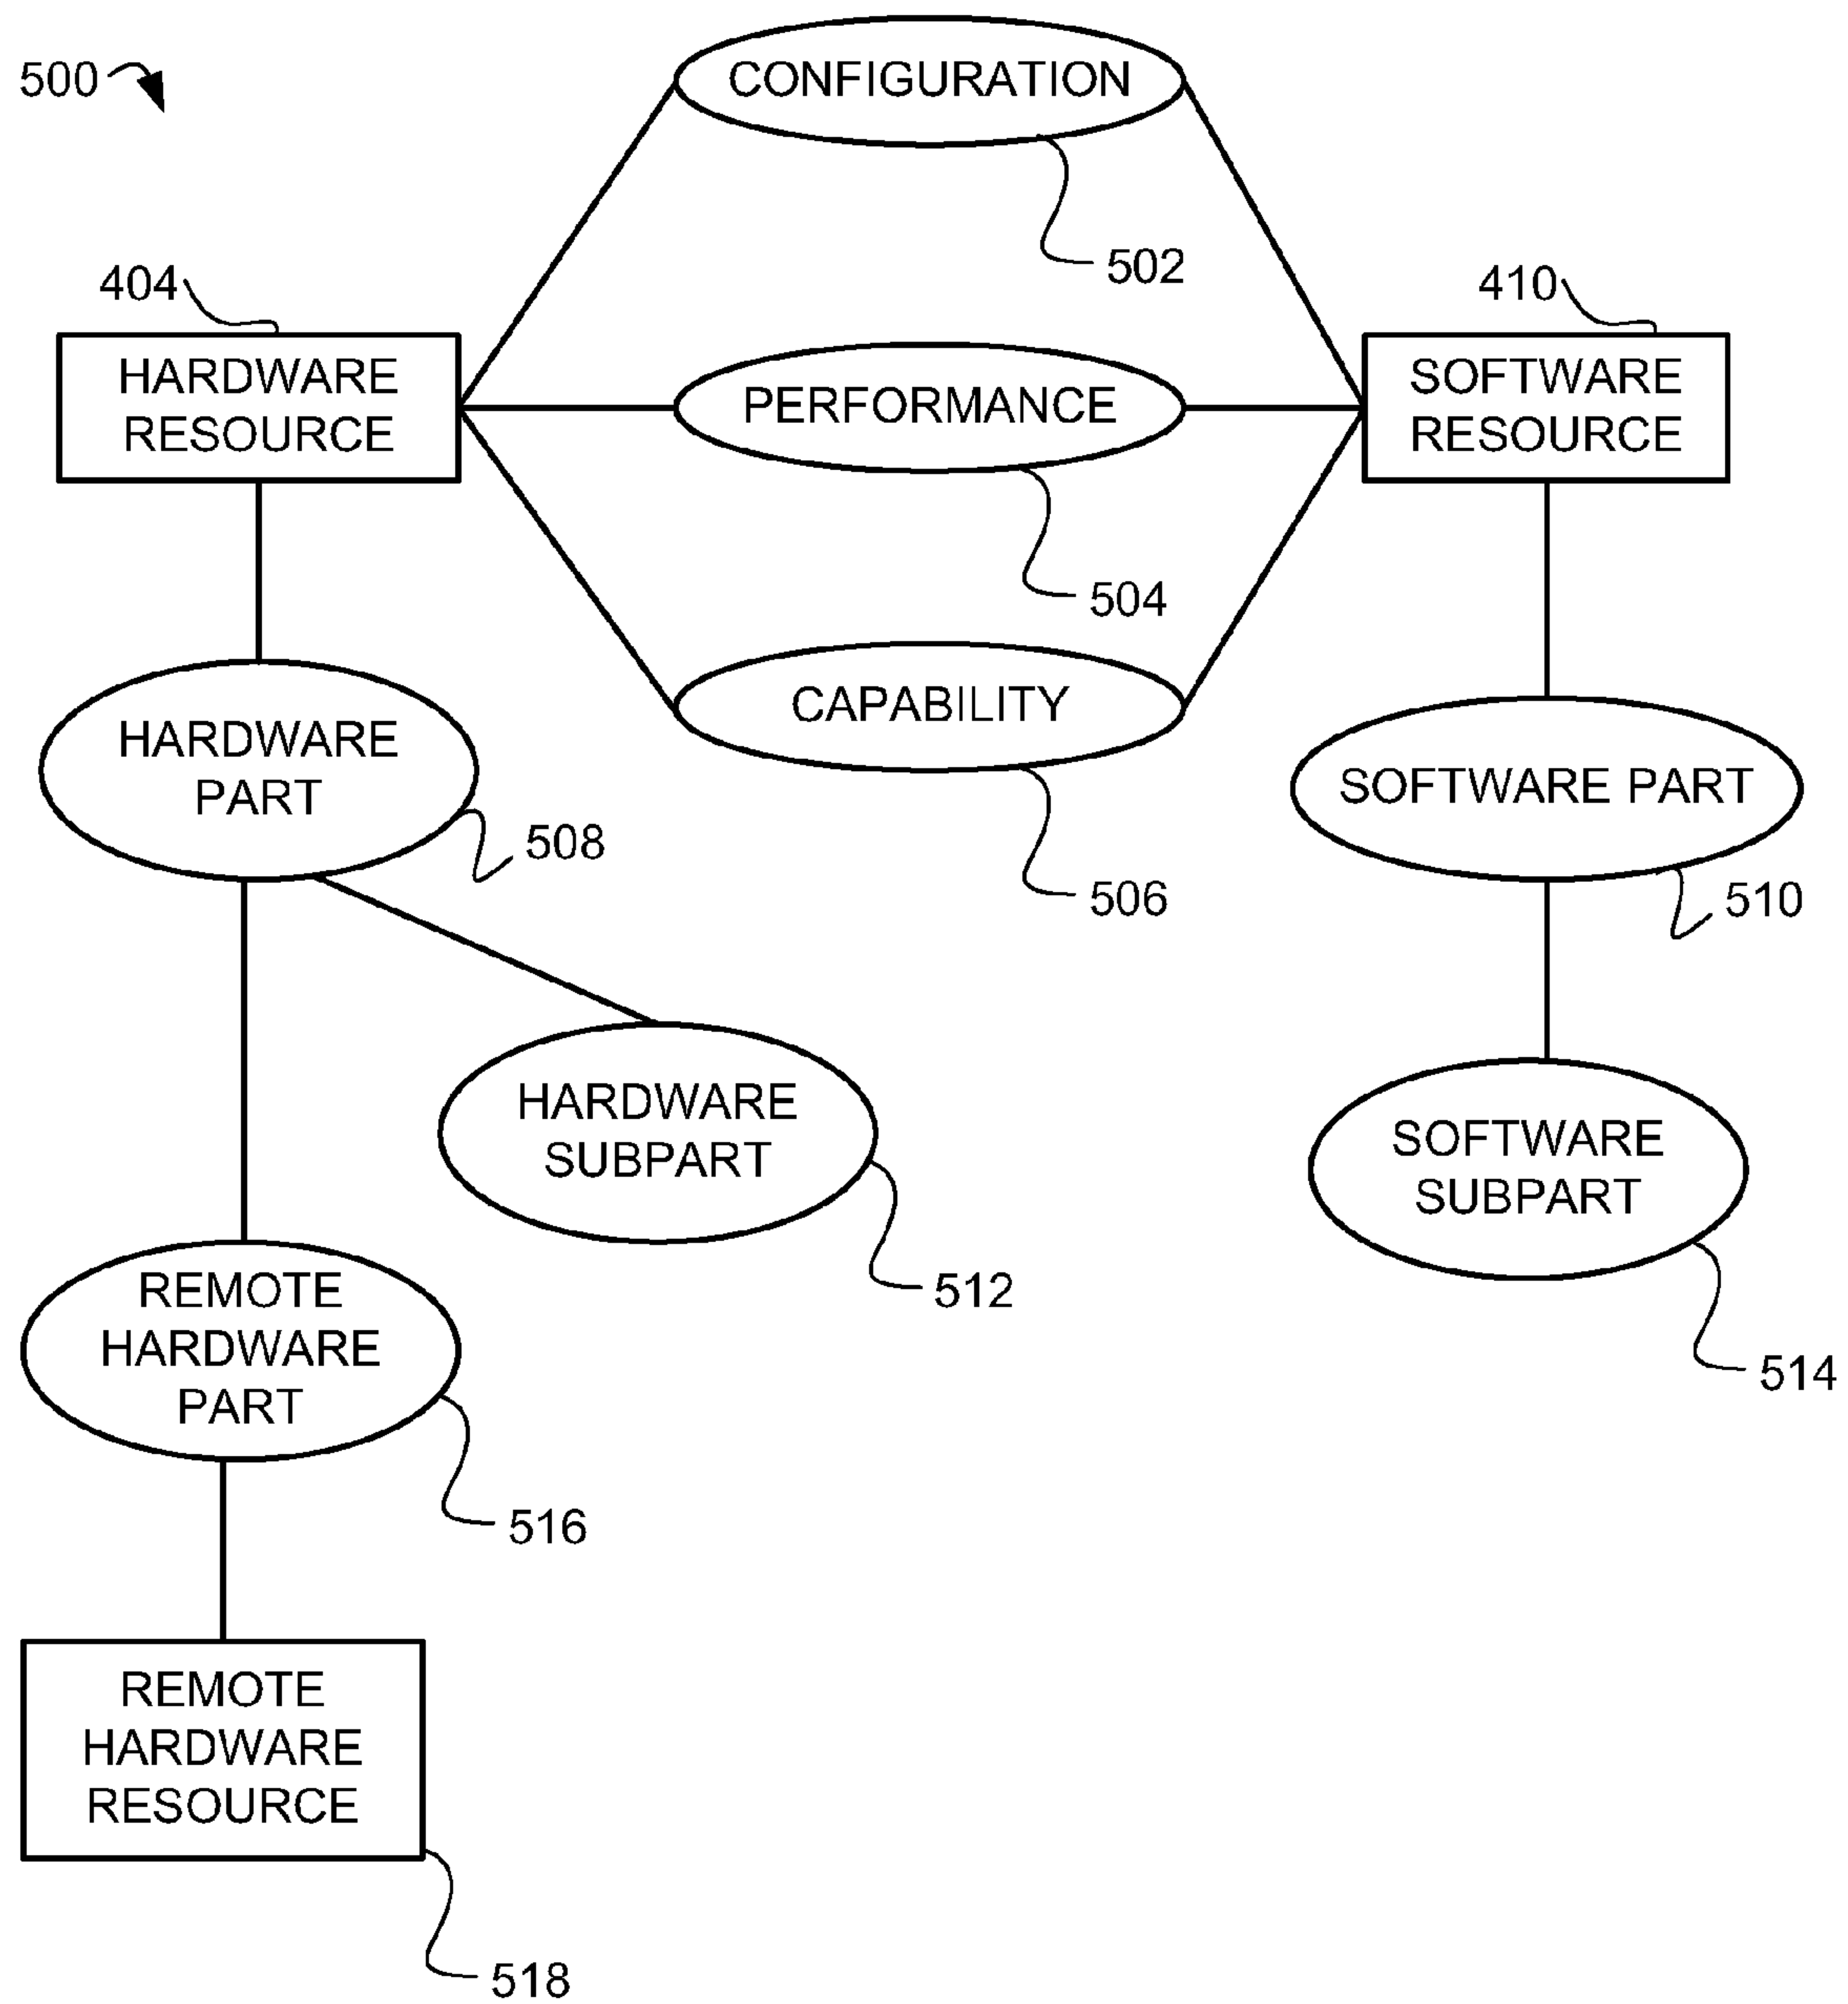 500
CONFIGURATION
502
404
HARDWARE
RESOURCE
PERFORMANCE
504
410
SOFTWARE
RESOURCE
CAPABILITY
506
HARDWARE
PART
508
SOFTWARE PART
510
HARDWARE
SUBPART
512
SOFTWARE
SUBPART
514
REMOTE
HARDWARE
PART
516
REMOTE
HARDWARE
RESOURCE
518